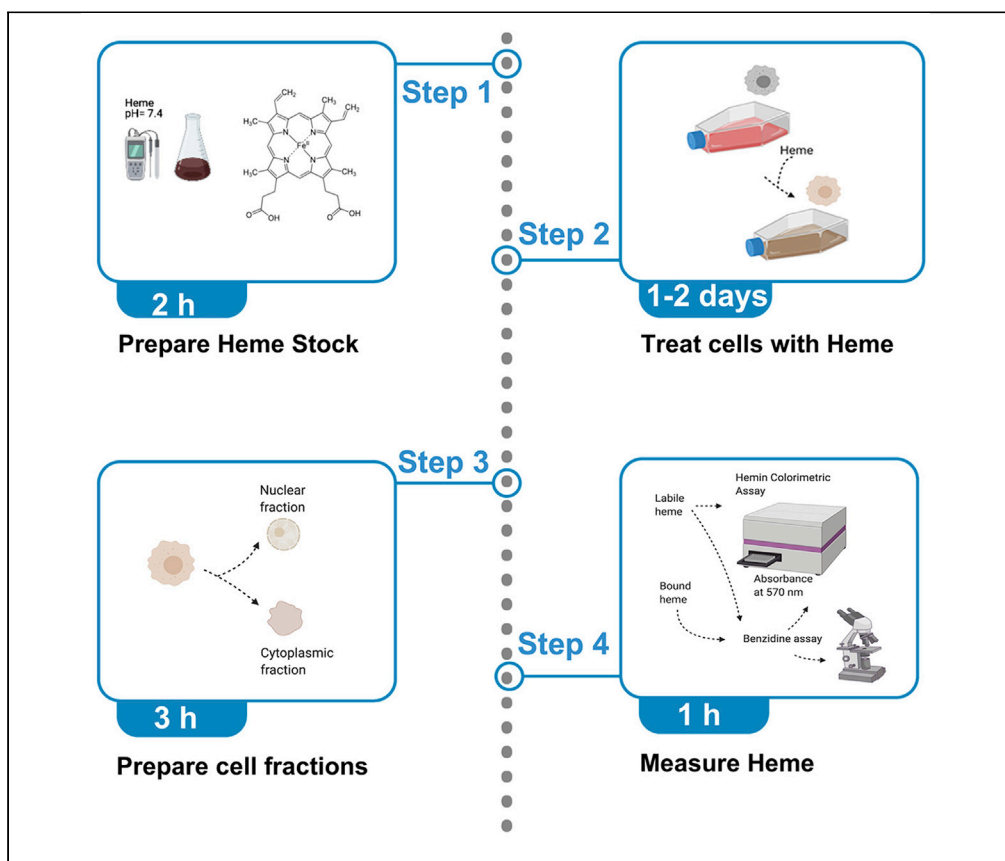 Step 1
Heme
pH= 7.4
CH₂
CH₃
CH₂
H₃C
N
N
Fe
N
N
H₃C
CH₃
O
OH
O
OH
2 h
Prepare Heme Stock
Step 2
Heme
1-2 days
Treat cells with Heme
Step 3
Nuclear
fraction
Cytoplasmic
fraction
3 h
Prepare cell fractions
Step 4
Hemin Colorimetric
Assay
Labile
heme
Absorbance
at 570 nm
Bound
heme
Benzidine assay
1 h
Measure Heme